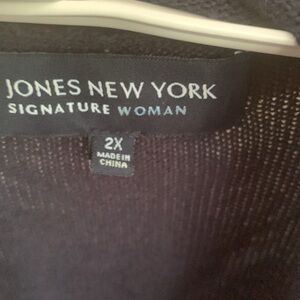 JONES NEW YORK
SIGNATURE WOMAN
2X
MADE IN
CHINA